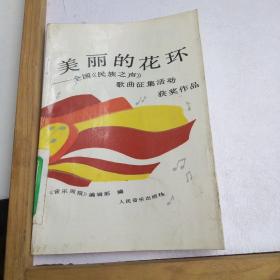 美丽的花环
——全国《民族之声》
歌曲征集活动
获奖作品
《音乐周报》编辑部 编
人民音乐出版社